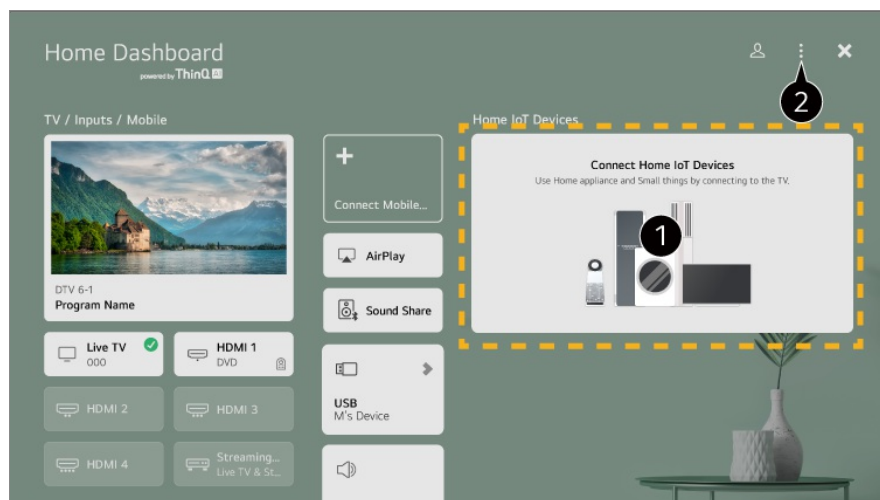 Home Dashboard
powered by ThinQ AI
2
TV / Inputs / Mobile
Home IoT Devices
DTV 6-1
Program Name
Live TV
000
HDMI 1
DVD
HDMI 2
HDMI 3
HDMI 4
Streaming...
Live TV & St...
+
Connect Mobile...
AirPlay
Sound Share
USB
M's Device
Connect Home IoT Devices
Use Home appliance and Small things by connecting to the TV.
1